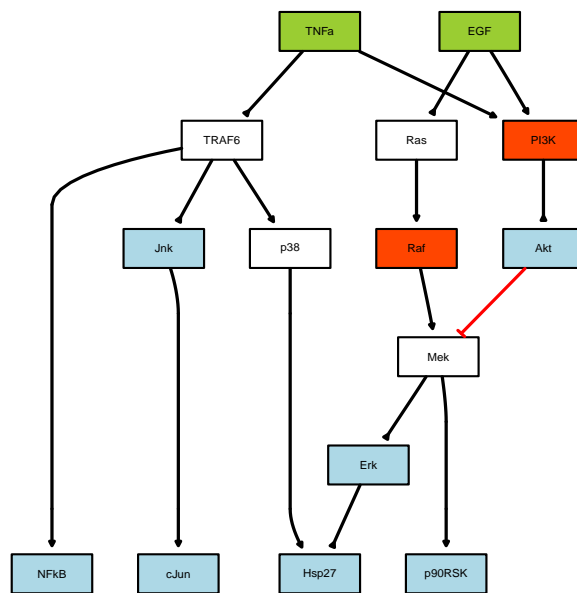 TNFa
EGF
TRAF6
Ras
PI3K
Jnk
p38
Raf
Akt
Mek
Erk
NFkB
cJun
Hsp27
p90RSK